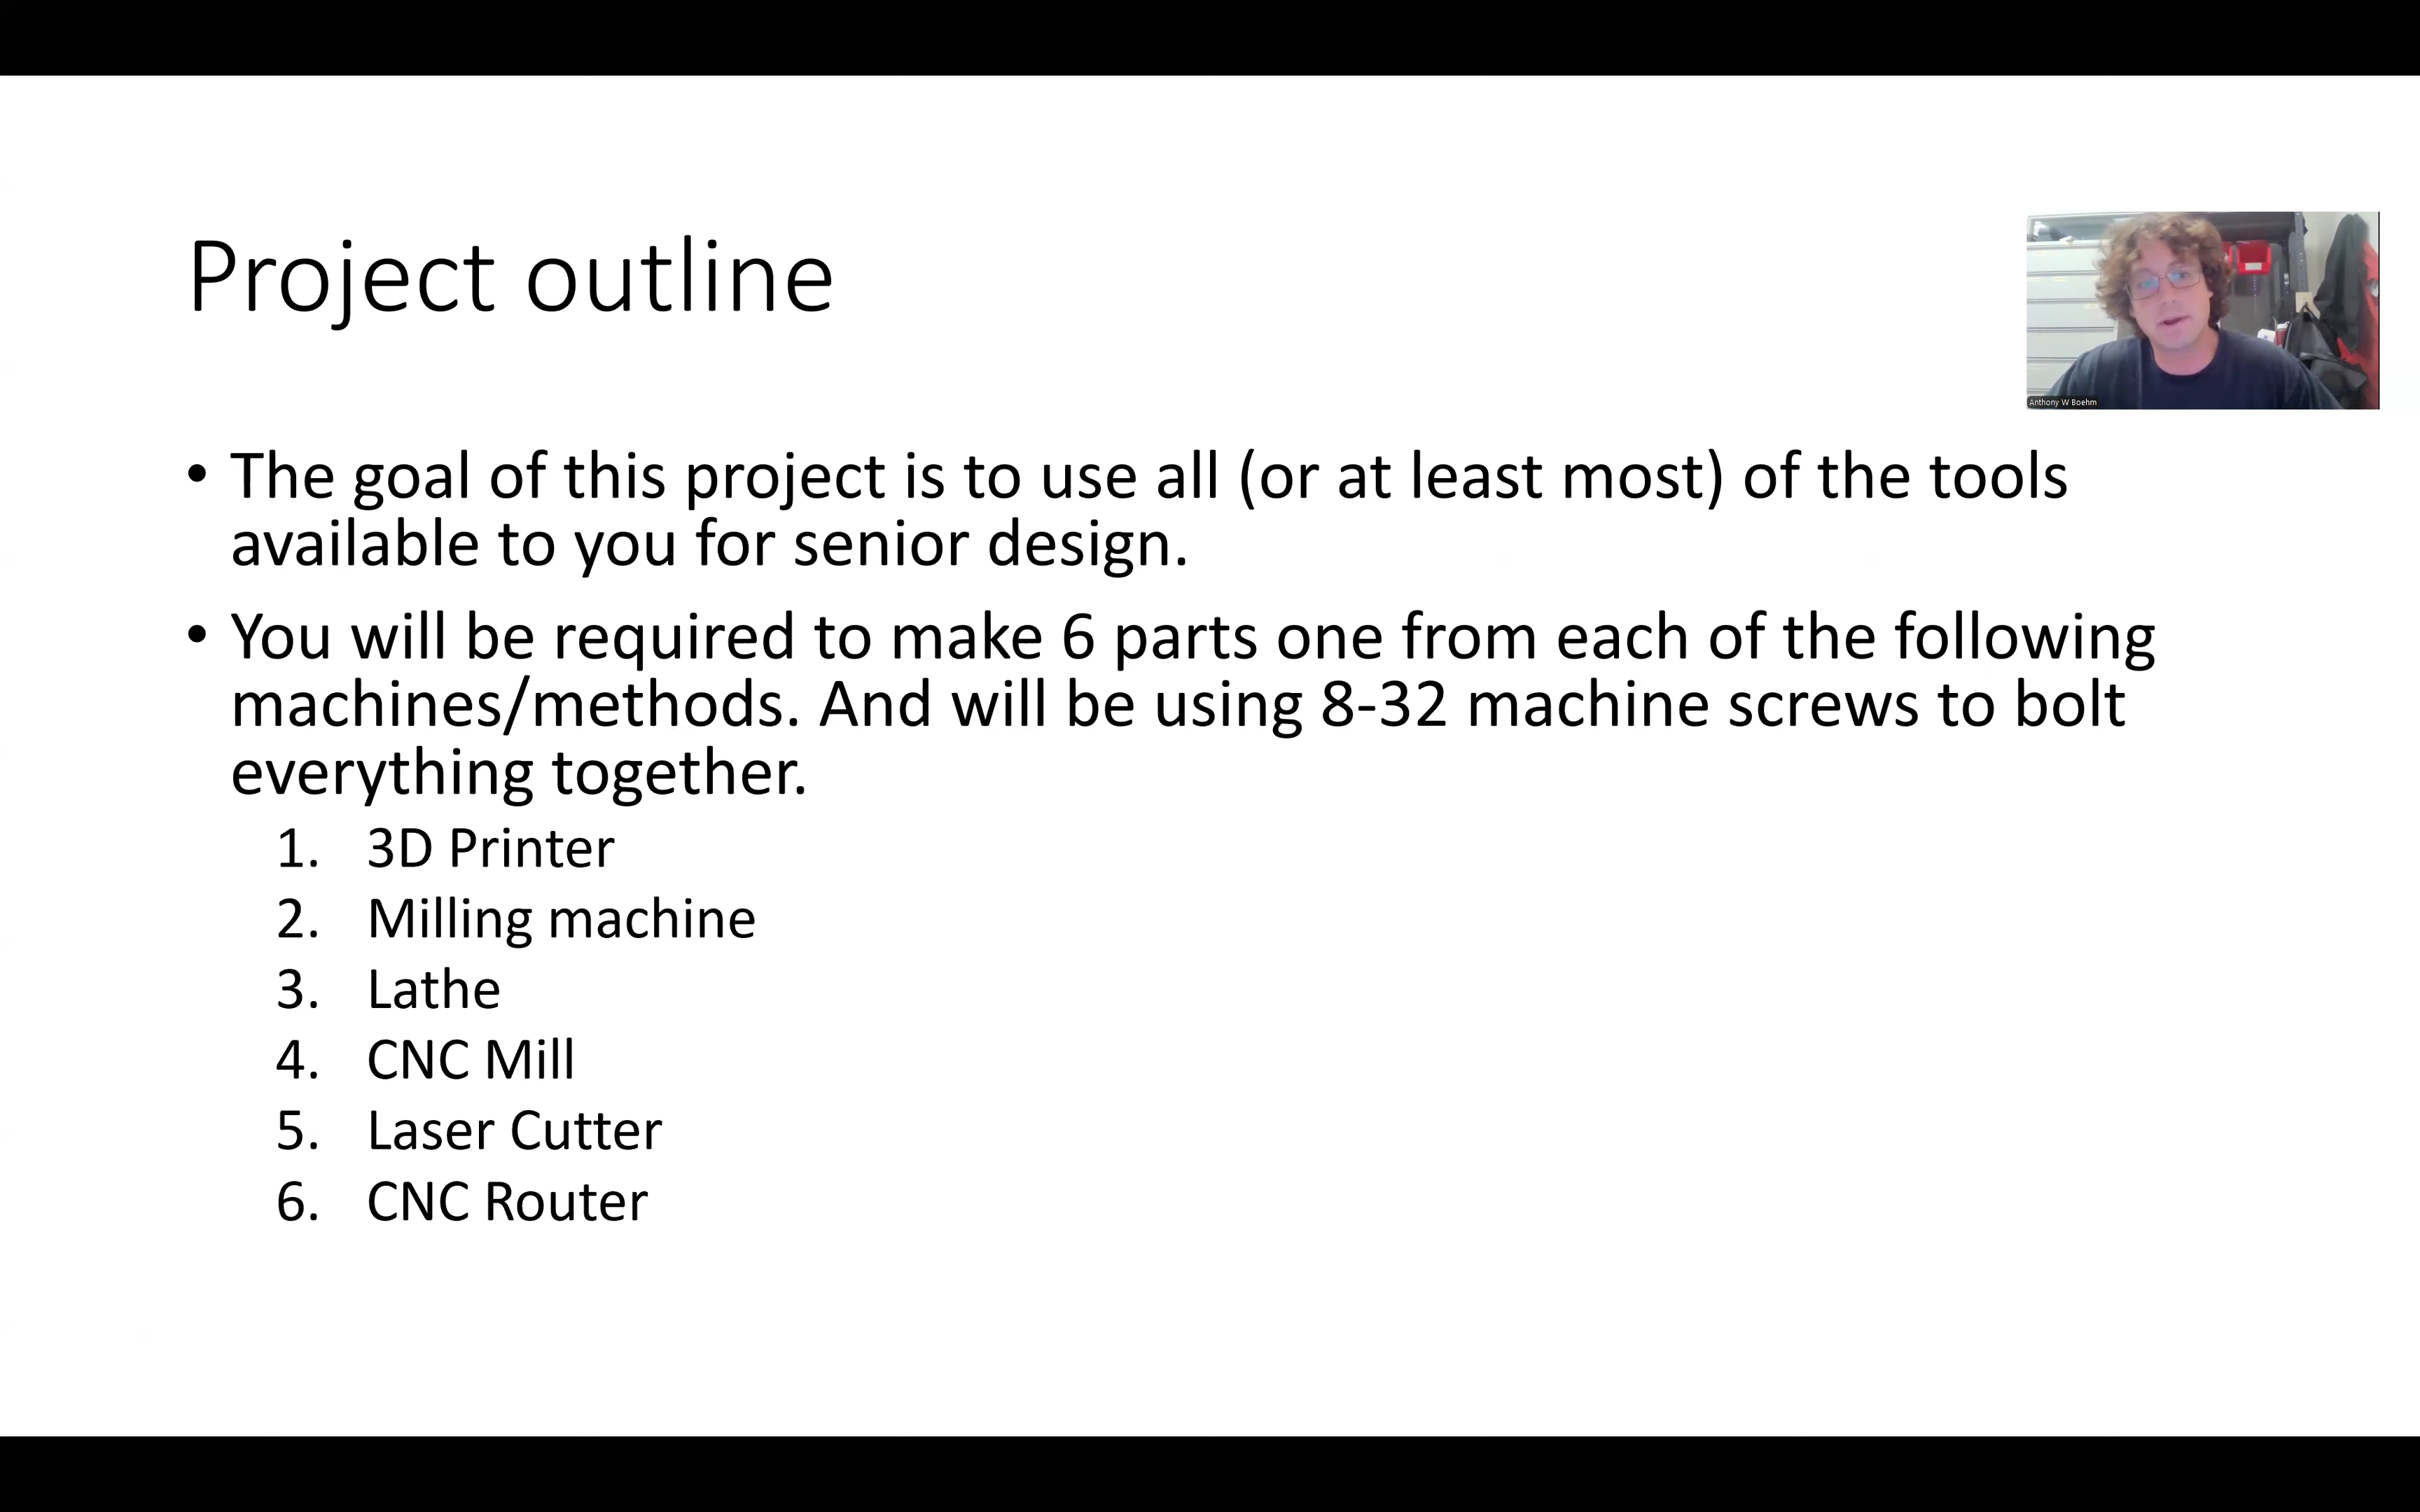 Project outline
Anthony W Boehm
• The goal of this project is to use all (or at least most) of the tools
available to you for senior design.
• You will be required to make 6 parts one from each of the following
machines/methods. And will be using 8-32 machine screws to bolt
everything together.
1. 3D Printer
2. Milling machine
3. Lathe
4. CNC Mill
5. Laser Cutter
6. CNC Router